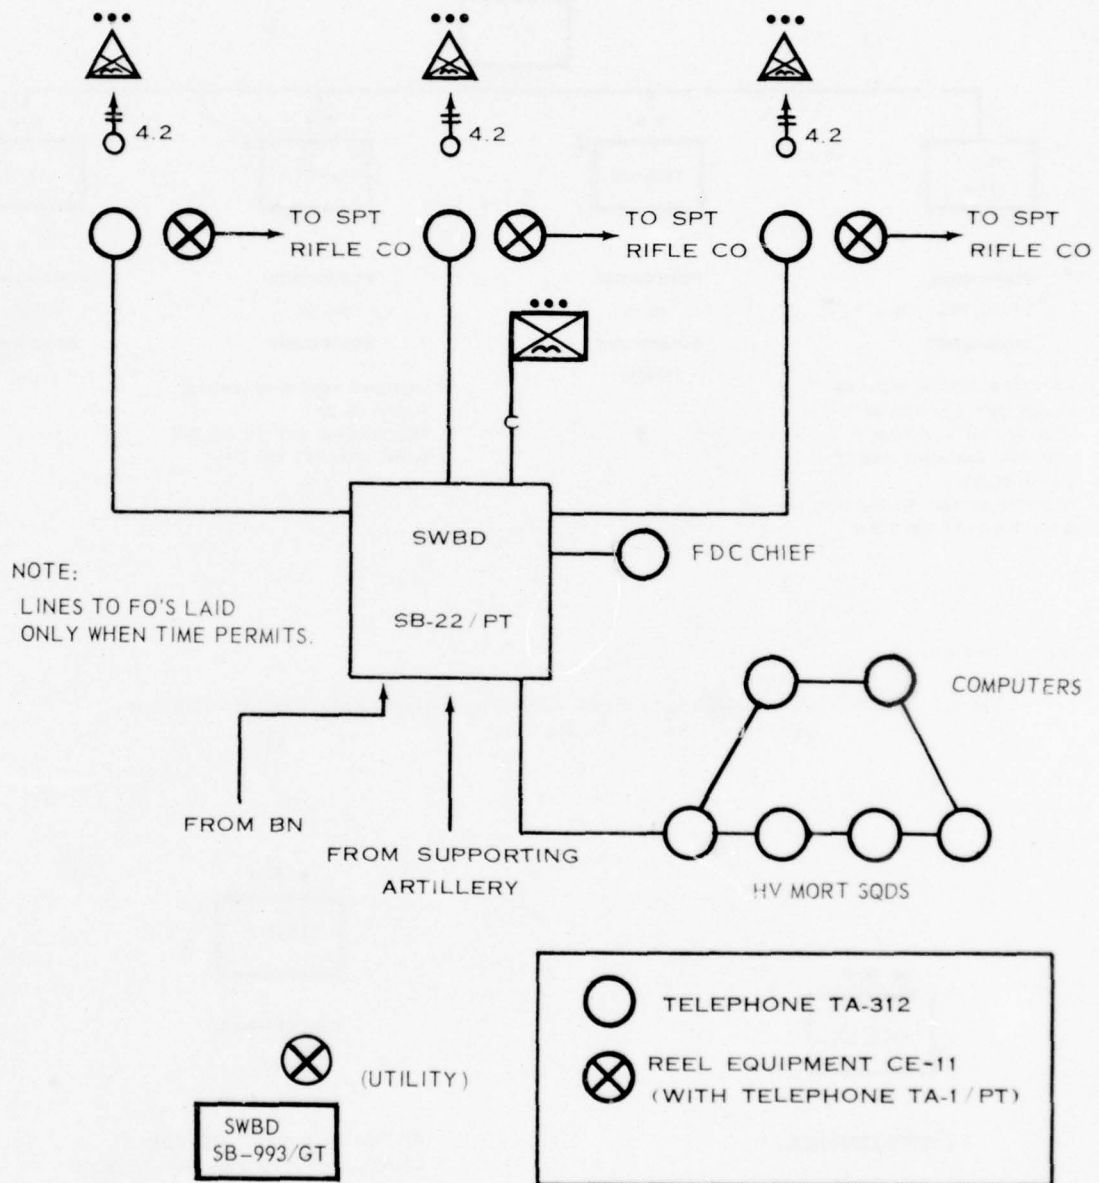 4.2
4.2
4.2
TO SPT
RIFLE CO
TO SPT
RIFLE CO
TO SPT
RIFLE CO
SWBD
SB-22/PT
FDC CHIEF
NOTE:
LINES TO FO'S LAID
ONLY WHEN TIME PERMITS.
COMPUTERS
FROM BN
FROM SUPPORTING
ARTILLERY
HV MORT SQDS
TELEPHONE TA-312
REEL EQUIPMENT CE-11
(WITH TELEPHONE TA-1/PT)
(UTILITY)
SWBD
SB-993/GT